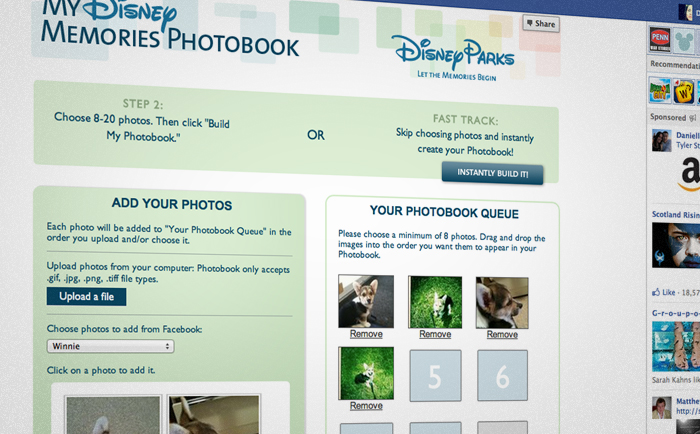 MY Disney
MEMORIES PHOTOBOOK
Share
Disney PARKS
LET THE MEMORIES BEGIN
STEP 2:
Choose 8-20 photos. Then click "Build
My Photobook."
OR
FAST TRACK:
Skip choosing photos and instantly
create your Photobook!
INSTANTLY BUILD IT!
ADD YOUR PHOTOS
Each photo will be added to "Your Photobook Queue" in the
order you upload and/or choose it.
Upload photos from your computer: Photobook only accepts
.gif, .jpg, .png, .tiff file types.
Upload a file
Choose photos to add from Facebook:
Winnie
Click on a photo to add it.
YOUR PHOTOBOOK QUEUE
Please choose a minimum of 8 photos. Drag and drop the
images into the order you want them to appear in your
Photobook.
Remove
Remove
Remove
Remove
5
6
PENN
Recommendati
W
Sponsored
Daniell
Tyler St
a
Scotland Risin
Like · 18,57
G-r-o-u-p-o
Sarah Kahns lik
Matthe
http://